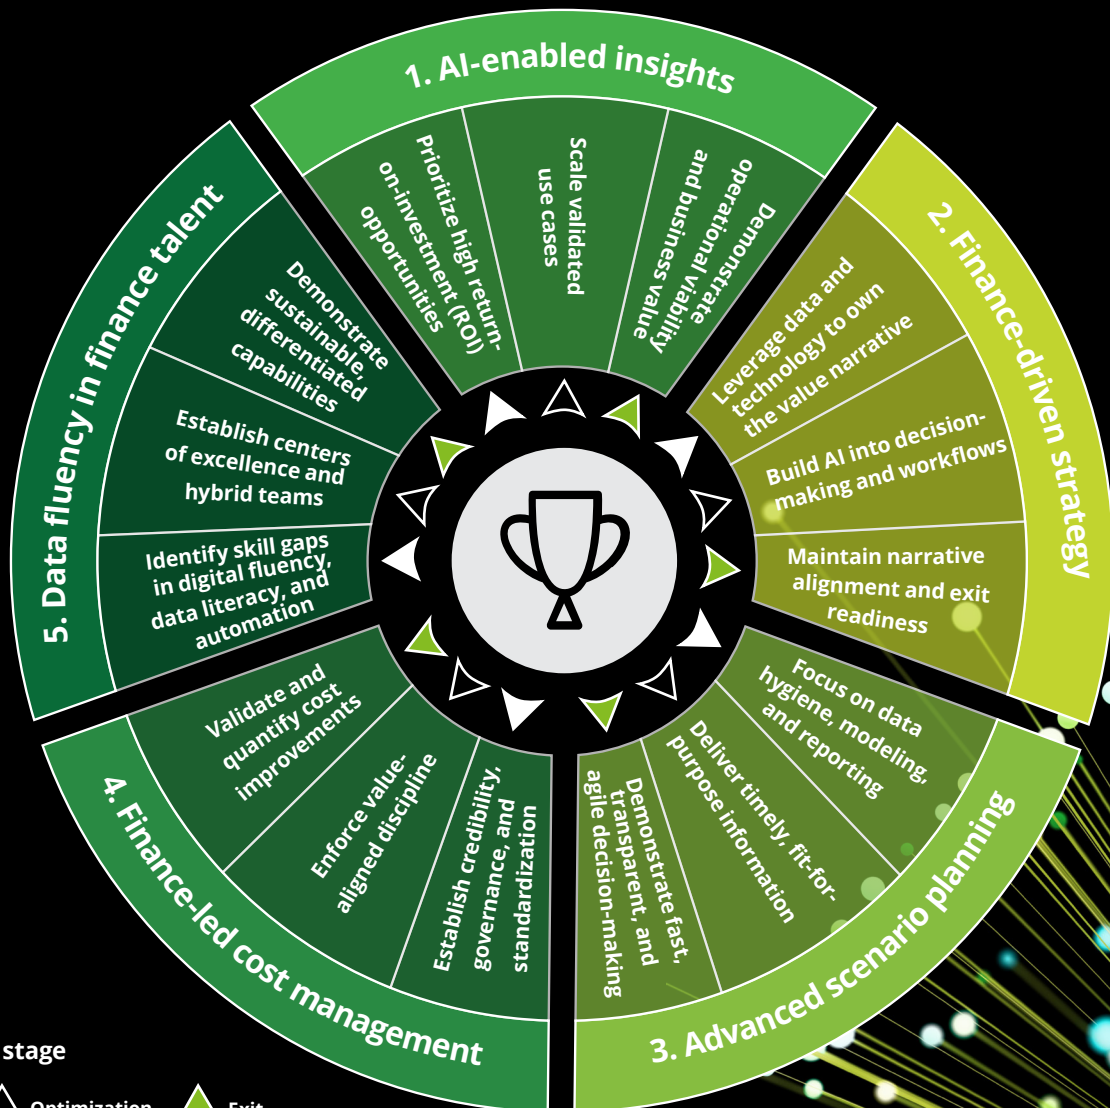 1. AI-enabled insights
Prioritize high return-
on-investment (ROI)
opportunities
Scale validated
use cases
Demonstrate
operational viability
and business value
2. Finance-driven strategy
Leverage data and
technology to own
the value narrative
Build AI into decision-
making and workflows
Maintain narrative
alignment and exit
readiness
3. Advanced scenario planning
Focus on data
hygiene, modeling,
and reporting
Deliver timely, fit-for-
purpose information
Demonstrate fast,
transparent, and
agile decision-making
4. Finance-led cost management
Establish credibility,
governance, and
standardization
Enforce value-
aligned discipline
Validate and
quantify cost
improvements
5. Data fluency in finance talent
Identify skill gaps
in digital fluency,
data literacy, and
automation
Establish centers
of excellence and
hybrid teams
Demonstrate
sustainable,
differentiated
capabilities
stage
Optimization
Exit